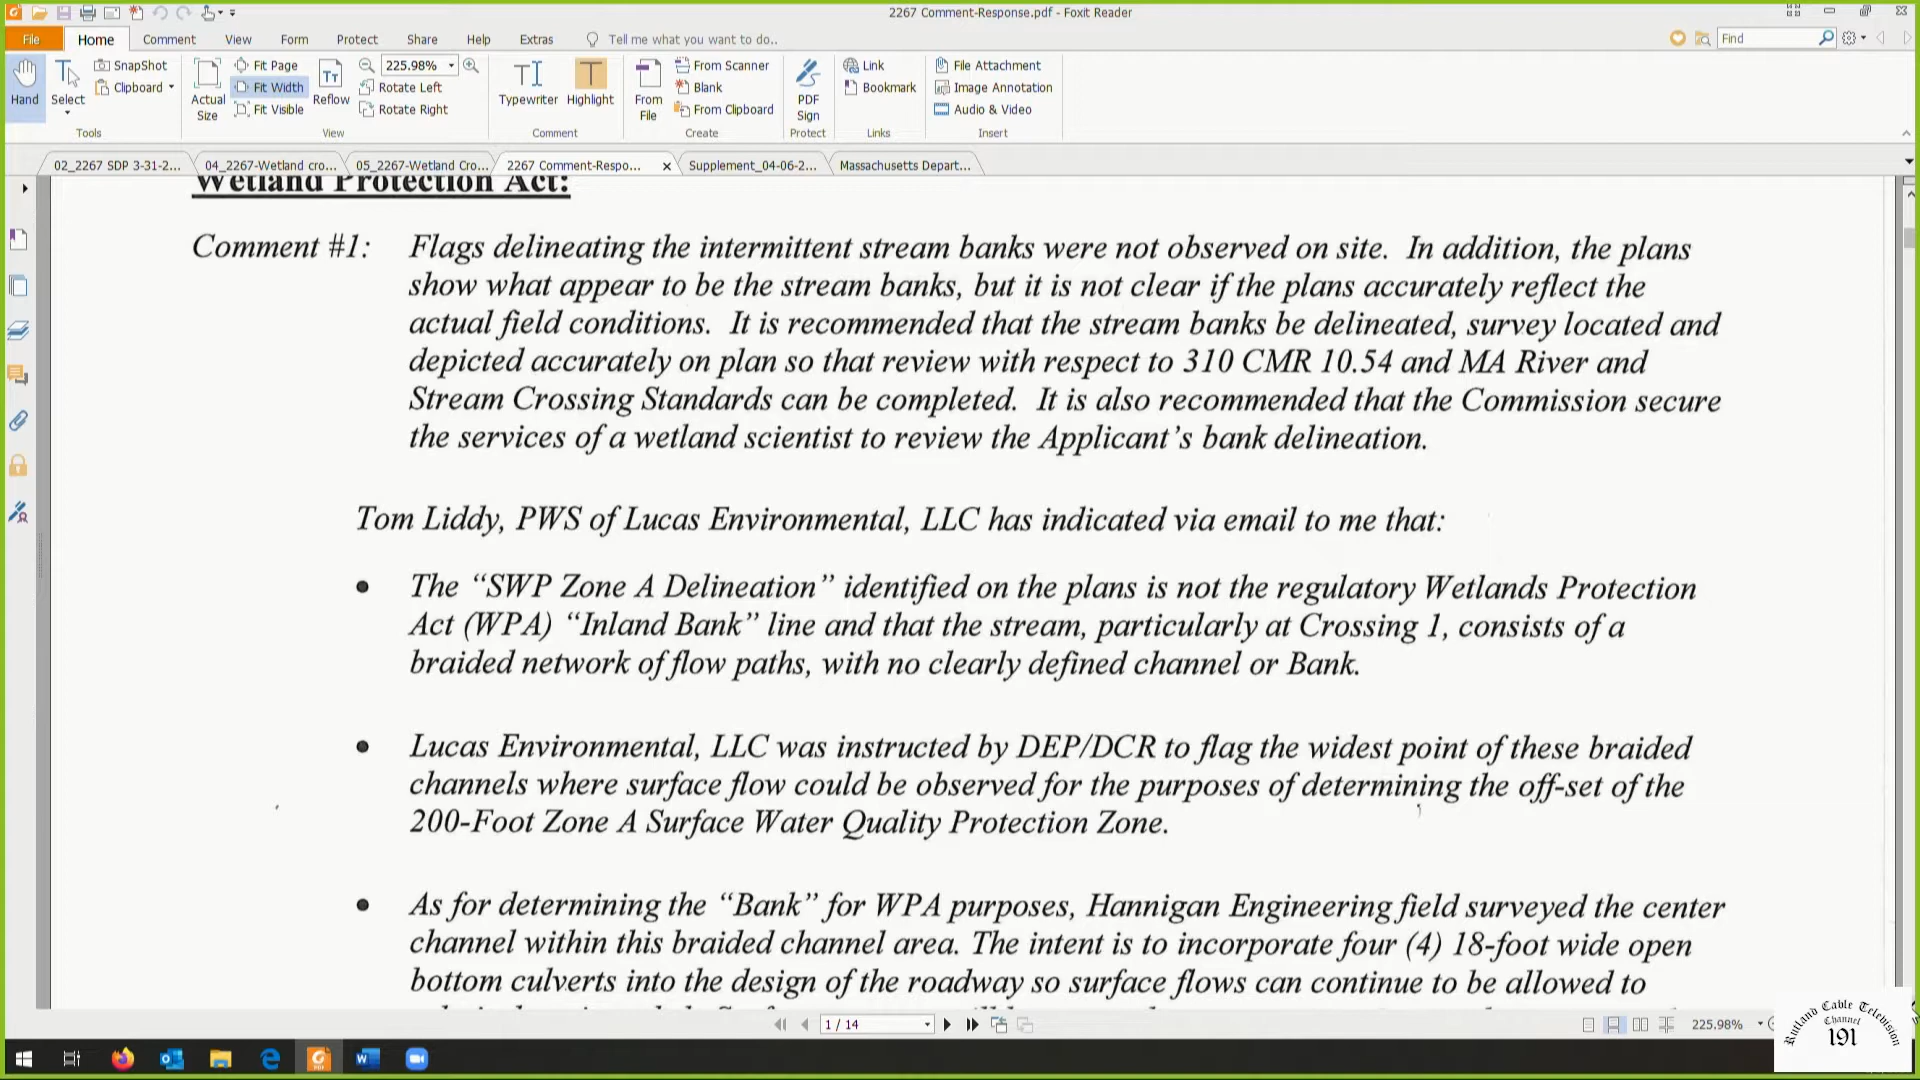 2267 Comment-Response.pdf - Foxit Reader
File Home Comment View Form Protect Share Help Extras Tell me what you want to do.. Find
Hand
Select
SnapShot
Clipboard
Tools
Actual Size
Fit Page
Fit Width
Fit Visible
Reflow
225.98%
Rotate Left
Rotate Right
View
Typewriter
Highlight
Comment
From File
From Scanner
Blank
From Clipboard
Create
PDF Sign
Protect
Link
Bookmark
Links
File Attachment
Image Annotation
Audio & Video
Insert
02_2267 SDP 3-31-2... 04_2267-Wetland cro... 05_2267-Wetland Cro... 2267 Comment-Respo... Supplement_04-06-2... Massachusetts Depart...
Wetland Protection Act:
Comment #1: Flags delineating the intermittent stream banks were not observed on site. In addition, the plans
show what appear to be the stream banks, but it is not clear if the plans accurately reflect the
actual field conditions. It is recommended that the stream banks be delineated, survey located and
depicted accurately on plan so that review with respect to 310 CMR 10.54 and MA River and
Stream Crossing Standards can be completed. It is also recommended that the Commission secure
the services of a wetland scientist to review the Applicant's bank delineation.
Tom Liddy, PWS of Lucas Environmental, LLC has indicated via email to me that:
• The “SWP Zone A Delineation” identified on the plans is not the regulatory Wetlands Protection
Act (WPA) “Inland Bank” line and that the stream, particularly at Crossing 1, consists of a
braided network of flow paths, with no clearly defined channel or Bank.
• Lucas Environmental, LLC was instructed by DEP/DCR to flag the widest point of these braided
channels where surface flow could be observed for the purposes of determining the off-set of the
200-Foot Zone A Surface Water Quality Protection Zone.
• As for determining the “Bank” for WPA purposes, Hannigan Engineering field surveyed the center
channel within this braided channel area. The intent is to incorporate four (4) 18-foot wide open
bottom culverts into the design of the roadway so surface flows can continue to be allowed to
1 / 14
225.98%
Rutland Cable Television
Channel
191